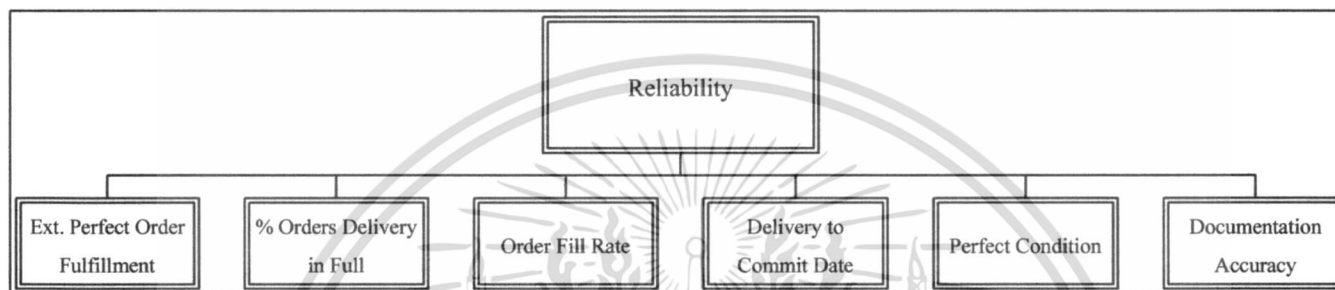 Reliability
Ext. Perfect Order
Fulfillment
% Orders Delivery
in Full
Order Fill Rate
Delivery to
Commit Date
Perfect Condition
Documentation
Accuracy